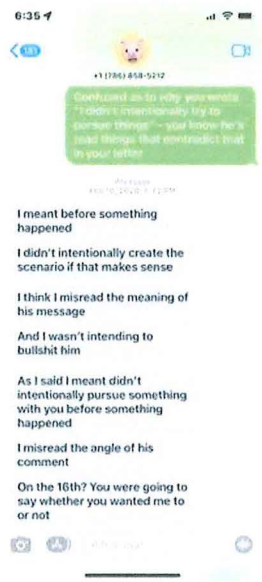 6:35
+1 (786) 858-5212
Confused as to why you wrote
"I didn't intentionally try to
pursue things" - you know he's
read things that contradict that
in your letter
I meant before something
happened
I didn't intentionally create the
scenario if that makes sense
I think I misread the meaning of
his message
And I wasn't intending to
bullshit him
As I said I meant didn't
intentionally pursue something
with you before something
happened
I misread the angle of his
comment
On the 16th? You were going to
say whether you wanted me to
or not